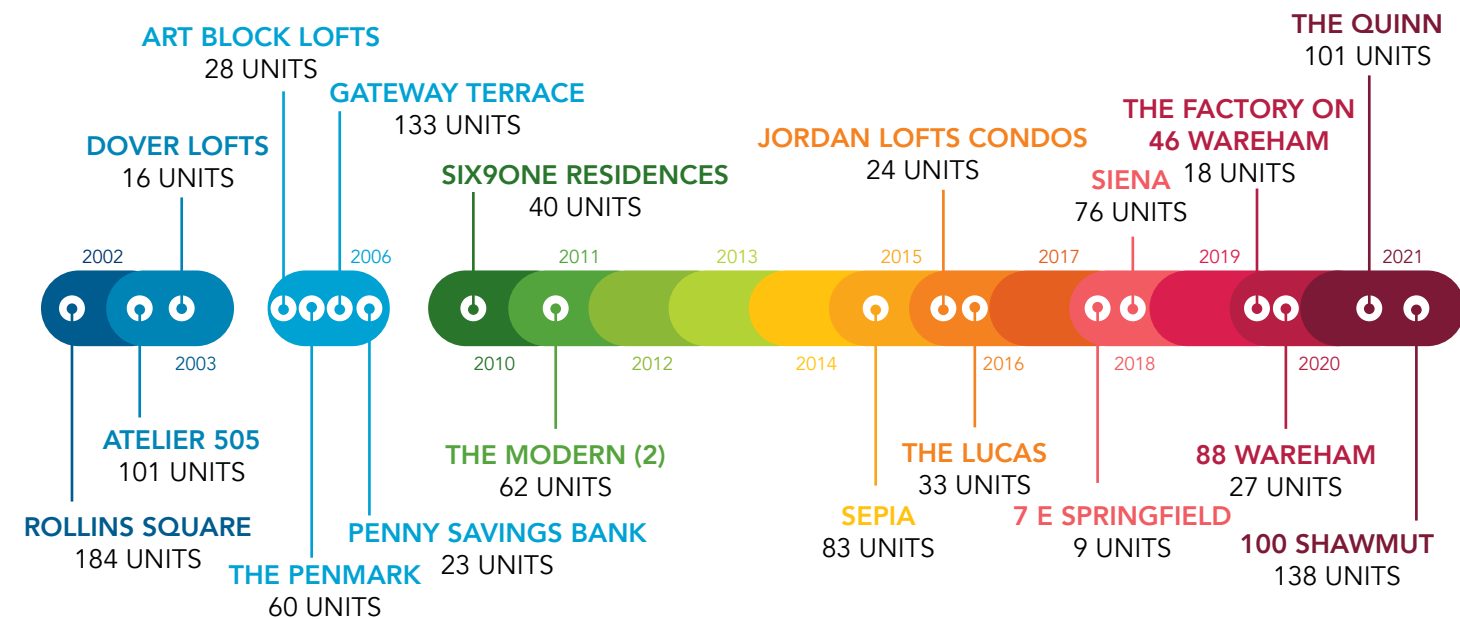 THE QUINN
101 UNITS
ART BLOCK LOFTS
28 UNITS
GATEWAY TERRACE
133 UNITS
THE FACTORY ON
46 WAREHAM
18 UNITS
DOVER LOFTS
16 UNITS
JORDAN LOFTS CONDOS
24 UNITS
SIX9ONE RESIDENCES
40 UNITS
SIENA
76 UNITS
2002
2006
2011
2013
2015
2017
2019
2021
2003
2010
2012
2014
2016
2018
2020
ATELIER 505
101 UNITS
THE MODERN (2)
62 UNITS
THE LUCAS
33 UNITS
88 WAREHAM
27 UNITS
ROLLINS SQUARE
184 UNITS
PENNY SAVINGS BANK
23 UNITS
SEPIA
83 UNITS
7 E SPRINGFIELD
9 UNITS
100 SHAWMUT
138 UNITS
THE PENMARK
60 UNITS